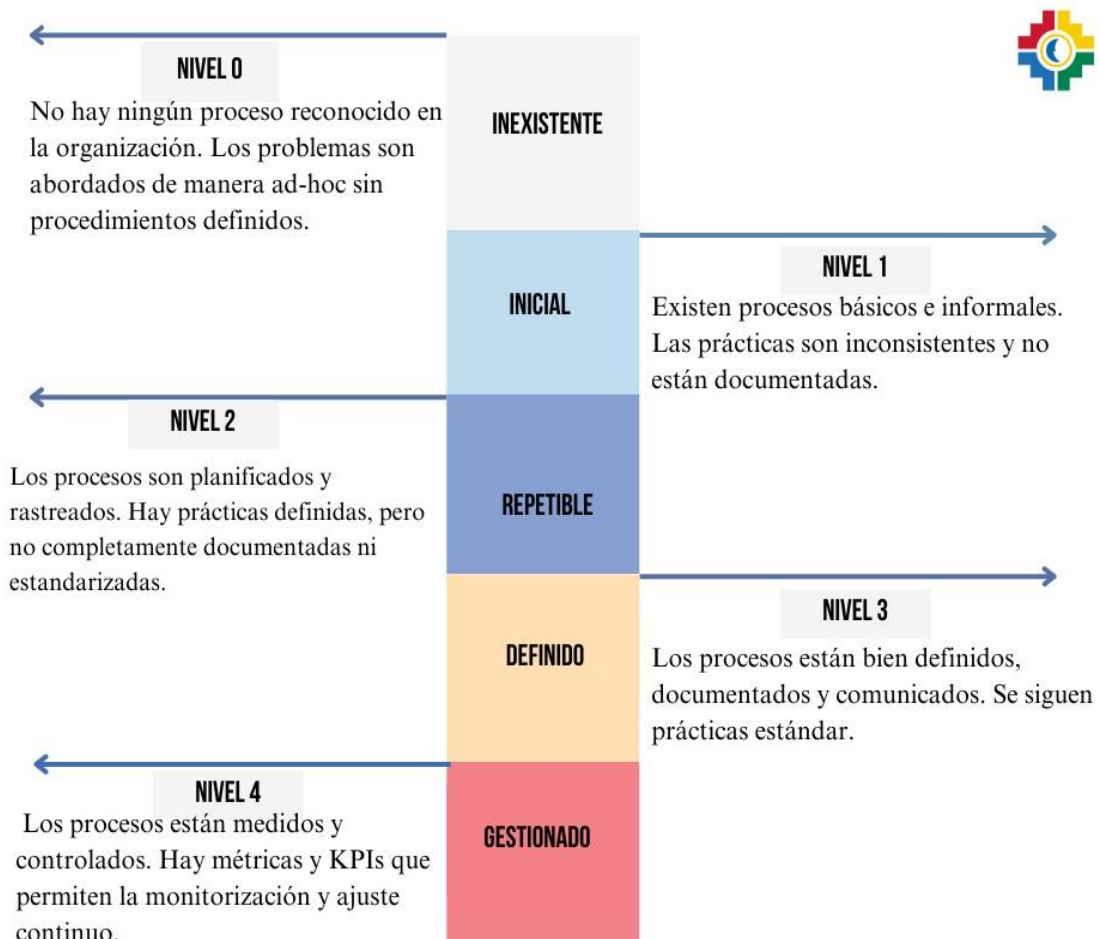 NIVEL 0
No hay ningún proceso reconocido en
la organización. Los problemas son
abordados de manera ad-hoc sin
procedimientos definidos.
INEXISTENTE
NIVEL 1
INICIAL
Existen procesos básicos e informales.
Las prácticas son inconsistentes y no
están documentadas.
NIVEL 2
Los procesos son planificados y
rastreados. Hay prácticas definidas, pero
no completamente documentadas ni
estandarizadas.
REPETIBLE
NIVEL 3
DEFINIDO
Los procesos están bien definidos,
documentados y comunicados. Se siguen
prácticas estándar.
NIVEL 4
Los procesos están medidos y
controlados. Hay métricas y KPIs que
permiten la monitorización y ajuste
continuo.
GESTIONADO